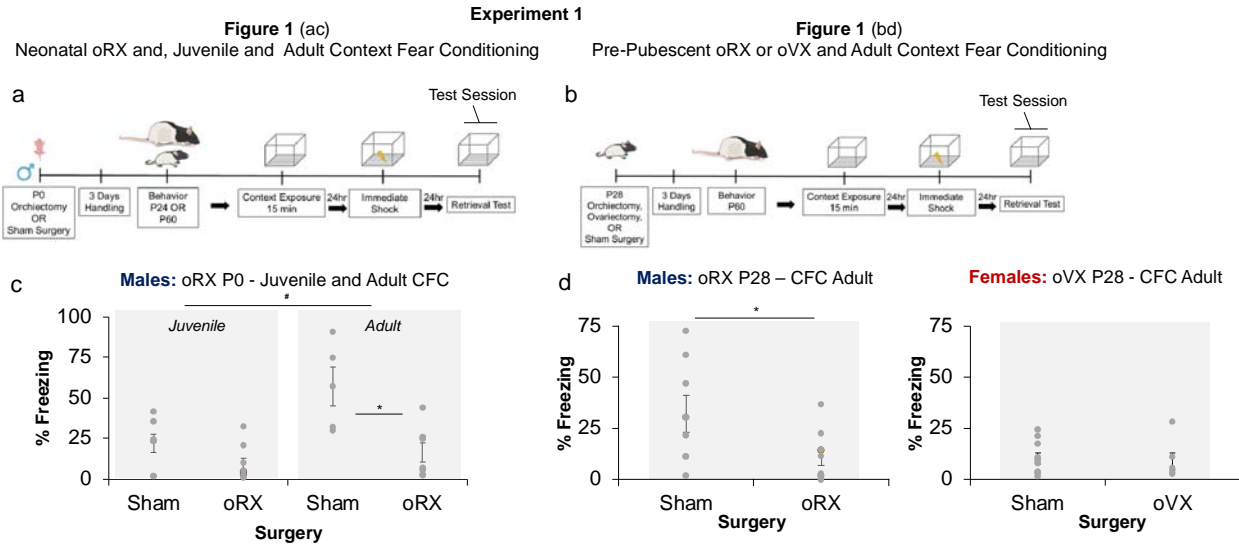 Experiment 1
Figure 1 (ac)
Neonatal oRX and, Juvenile and Adult Context Fear Conditioning
Figure 1 (bd)
Pre-Pubescent oRX or oVX and Adult Context Fear Conditioning
a
Test Session
♂
P0
Orchiectomy
OR
Sham Surgery
3 Days
Handling
Behavior
P24 OR
P60
Context Exposure
15 min
24hr
Immediate
Shock
24hr
Retrieval Test
b
Test Session
P28
Orchiectomy,
Ovariectomy,
OR
Sham Surgery
3 Days
Handling
Behavior
P60
Context Exposure
15 min
24hr
Immediate
Shock
24hr
Retrieval Test
c
Males: oRX P0 - Juvenile and Adult CFC
#
Juvenile
Adult
*
% Freezing
100
75
50
25
0
Sham
oRX
Sham
oRX
Surgery
d
Males: oRX P28 – CFC Adult
*
% Freezing
75
50
25
0
Sham
oRX
Surgery
Females: oVX P28 - CFC Adult
% Freezing
75
50
25
0
Sham
oVX
Surgery